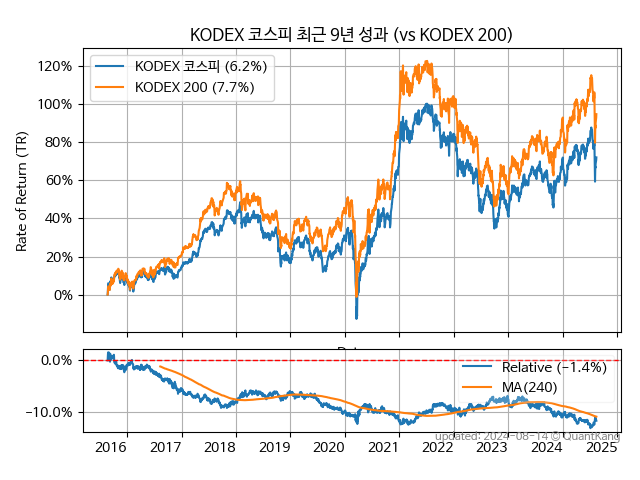 KODEX 코스피 최근 9년 성과 (vs KODEX 200)
Rate of Return (TR)
120%
100%
80%
60%
40%
20%
0%
KODEX 코스피 (6.2%)
KODEX 200 (7.7%)
0.0%
−10.0%
Relative (−1.4%)
MA(240)
updated: 2024-08-14 © QuantKang
2016 2017 2018 2019 2020 2021 2022 2023 2024 2025